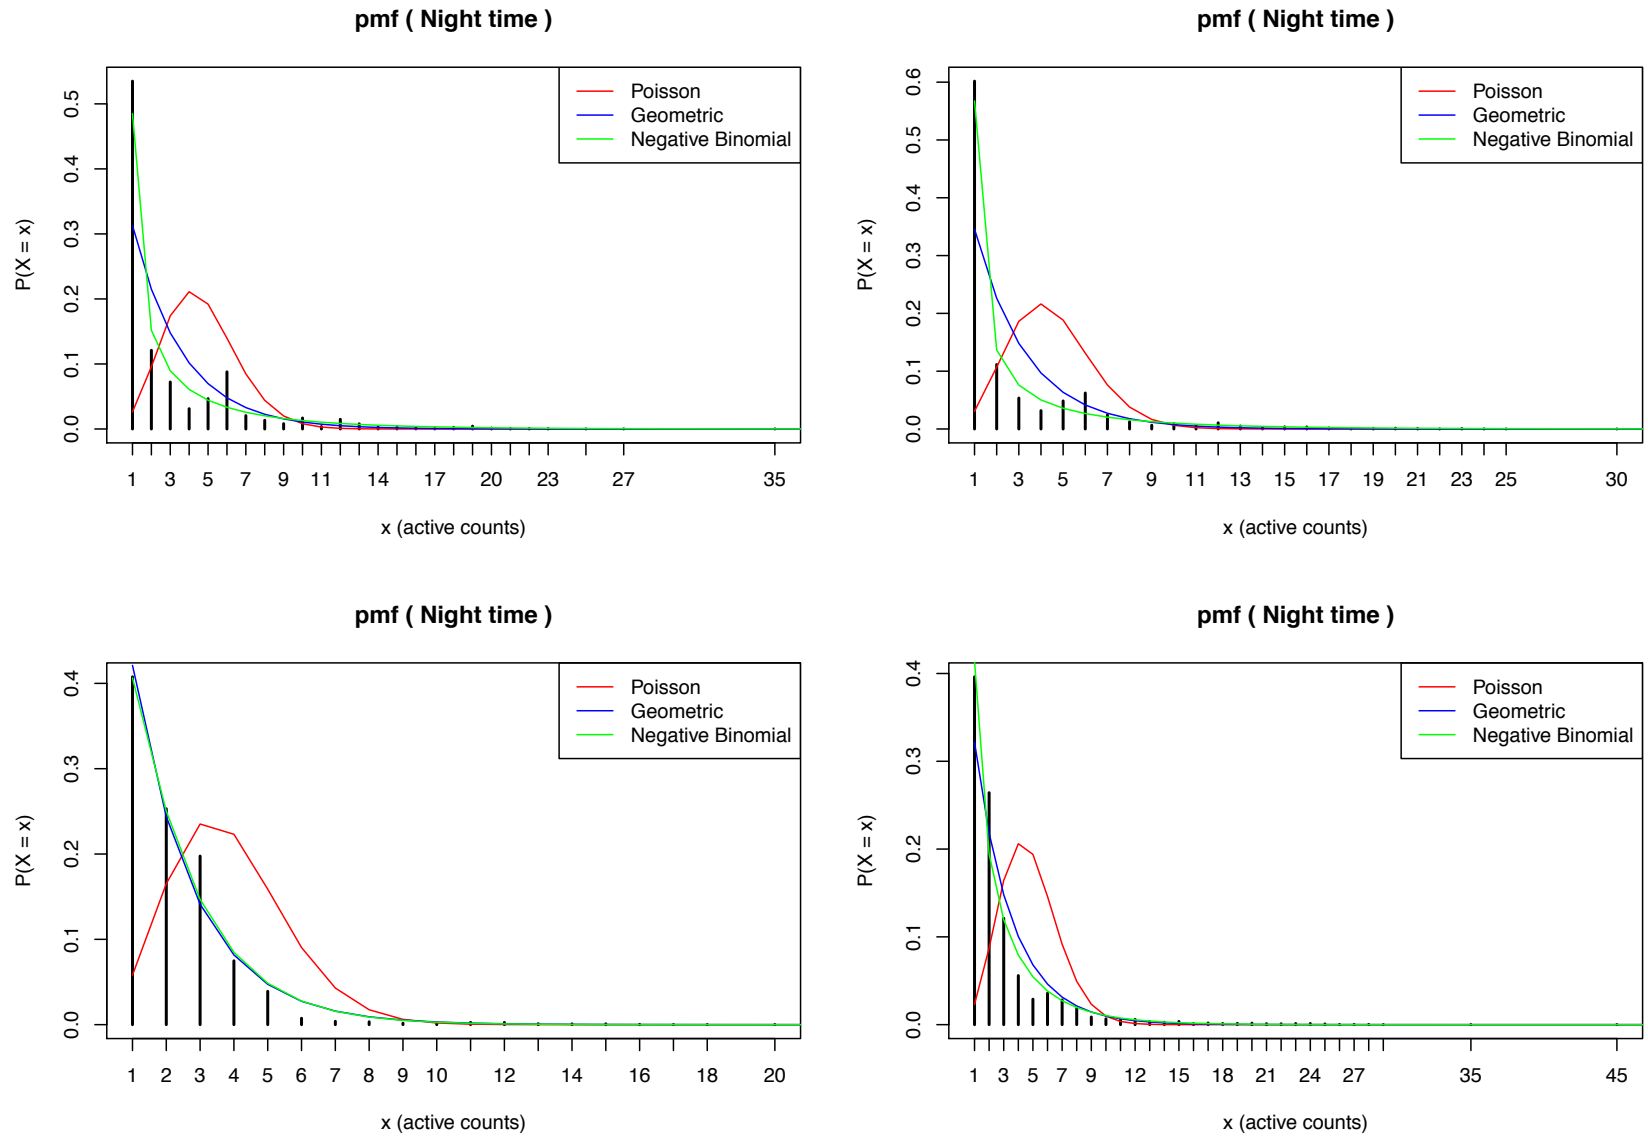 pmf ( Night time )
0.0 0.1 0.2 0.3 0.4 0.5
P(X = x)
Poisson
Geometric
Negative Binomial
1 3 5 7 9 11 14 17 20 23 27 35
x (active counts)
pmf ( Night time )
0.0 0.1 0.2 0.3 0.4 0.5 0.6
P(X = x)
Poisson
Geometric
Negative Binomial
1 3 5 7 9 11 13 15 17 19 21 23 25 30
x (active counts)
pmf ( Night time )
0.0 0.1 0.2 0.3 0.4
P(X = x)
Poisson
Geometric
Negative Binomial
1 2 3 4 5 6 7 8 9 10 12 14 16 18 20
x (active counts)
pmf ( Night time )
0.0 0.1 0.2 0.3 0.4
P(X = x)
Poisson
Geometric
Negative Binomial
1 3 5 7 9 12 15 18 21 24 27 35 45
x (active counts)